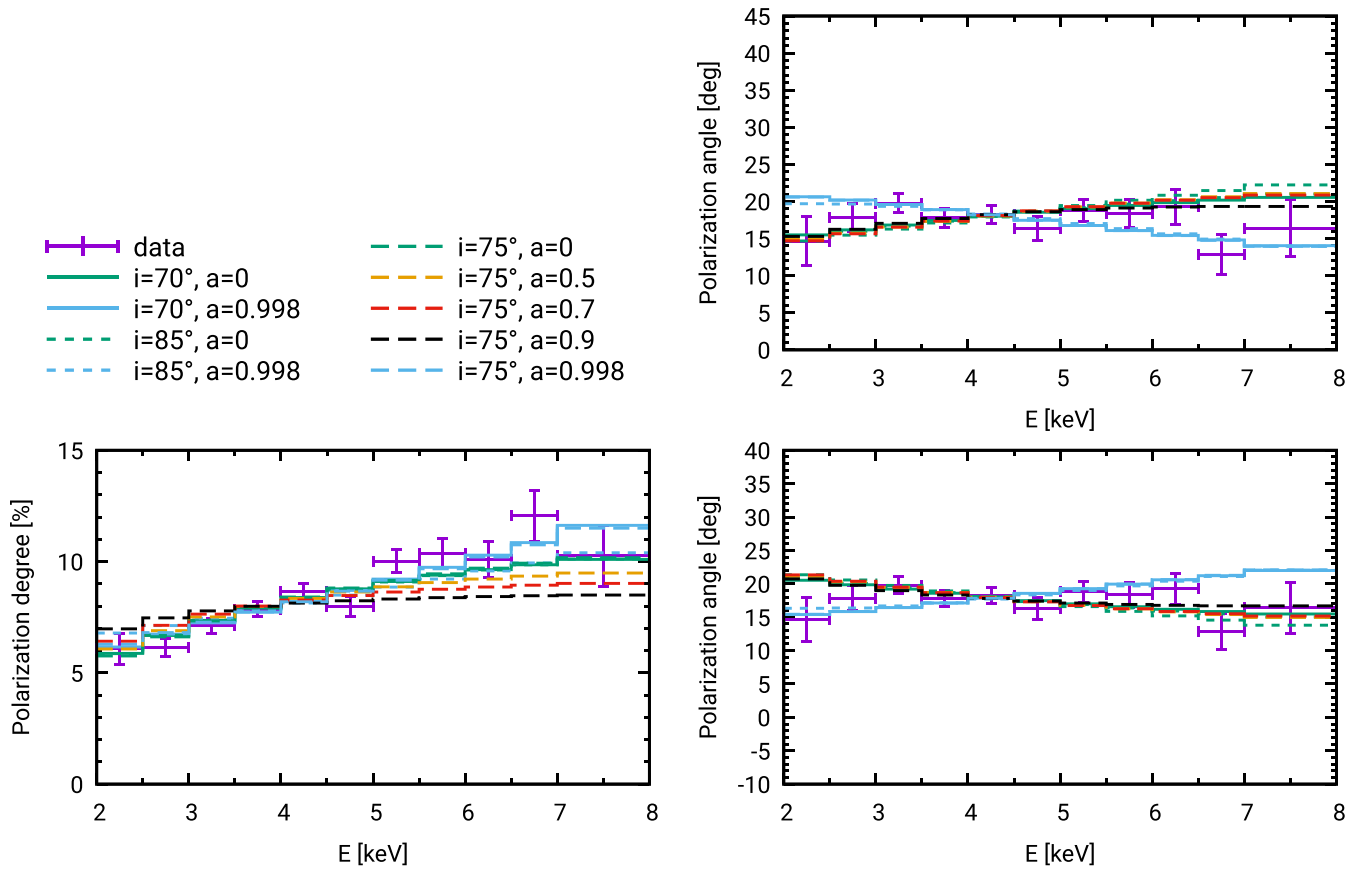 data
i=70°, a=0
i=70°, a=0.998
i=85°, a=0
i=85°, a=0.998
i=75°, a=0
i=75°, a=0.5
i=75°, a=0.7
i=75°, a=0.9
i=75°, a=0.998
Polarization angle [deg]
45
40
35
30
25
20
15
10
5
0
2 3 4 5 6 7 8
E [keV]
Polarization degree [%]
15
10
5
0
2 3 4 5 6 7 8
E [keV]
Polarization angle [deg]
40
35
30
25
20
15
10
5
0
-5
-10
2 3 4 5 6 7 8
E [keV]